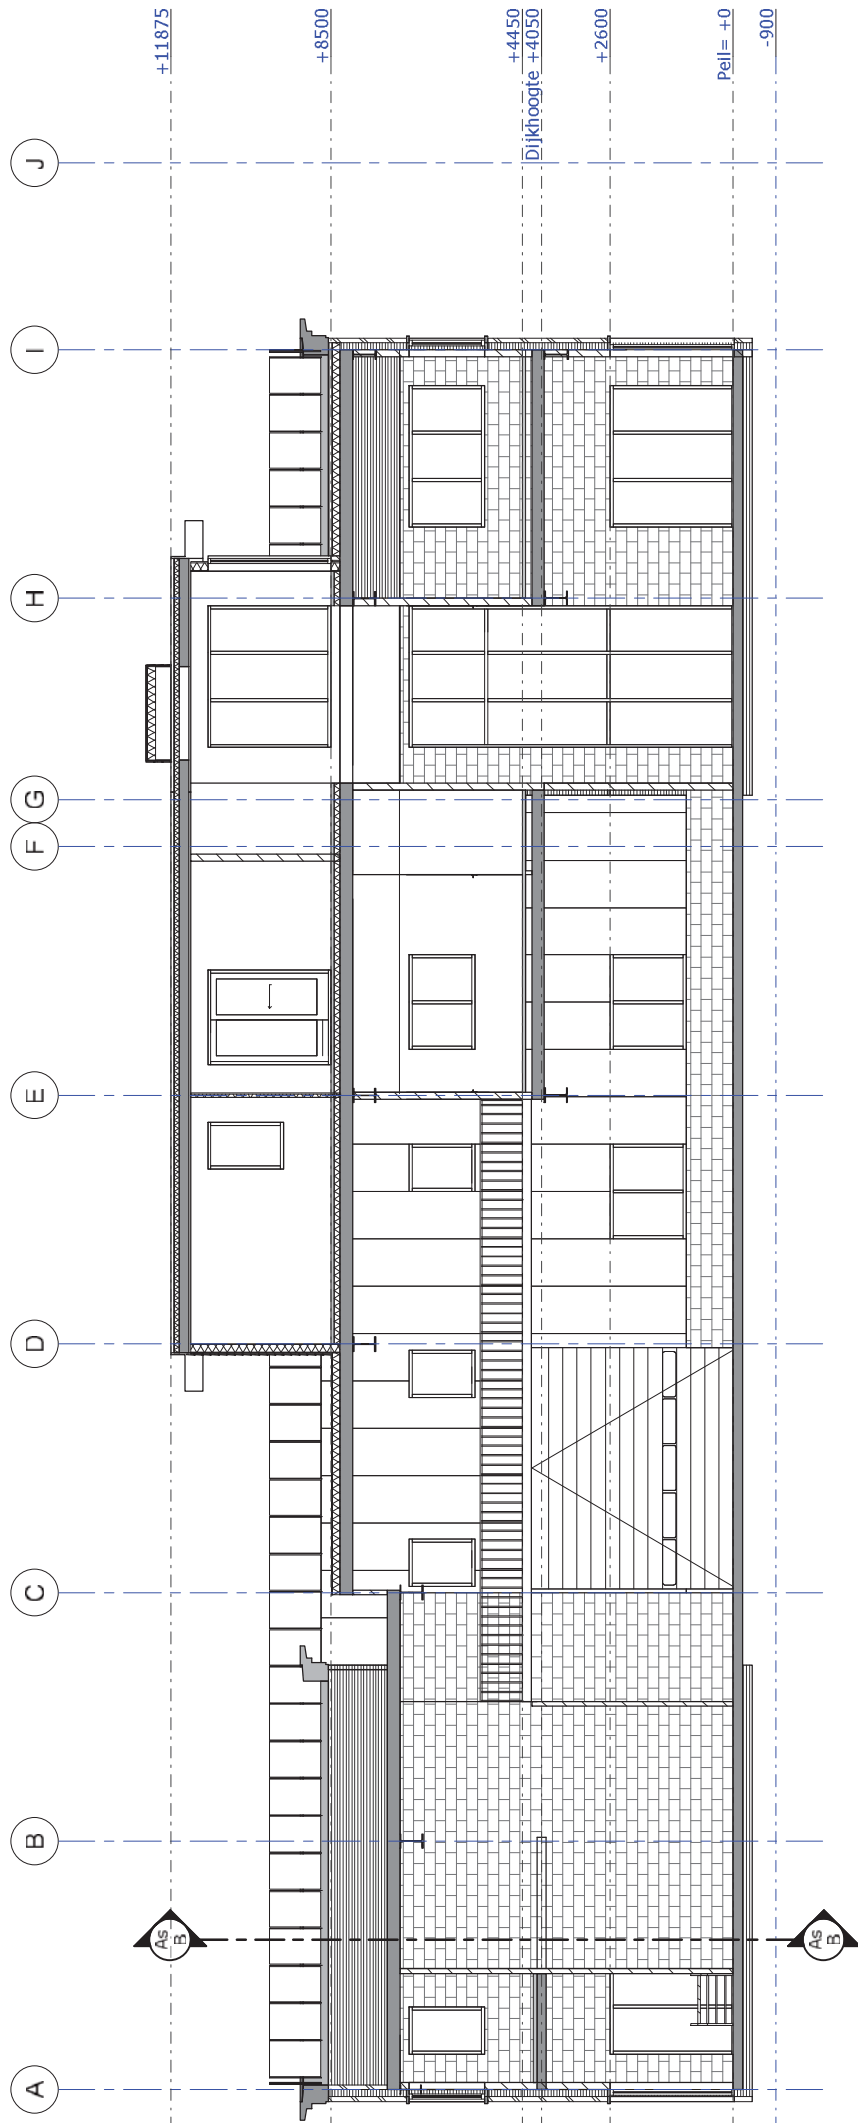 +11875
+8500
+4450
Dijkhoogte +4050
+2600
Peil= +0
-900
J
I
H
G
F
E
D
C
B
A
As
B
As
B